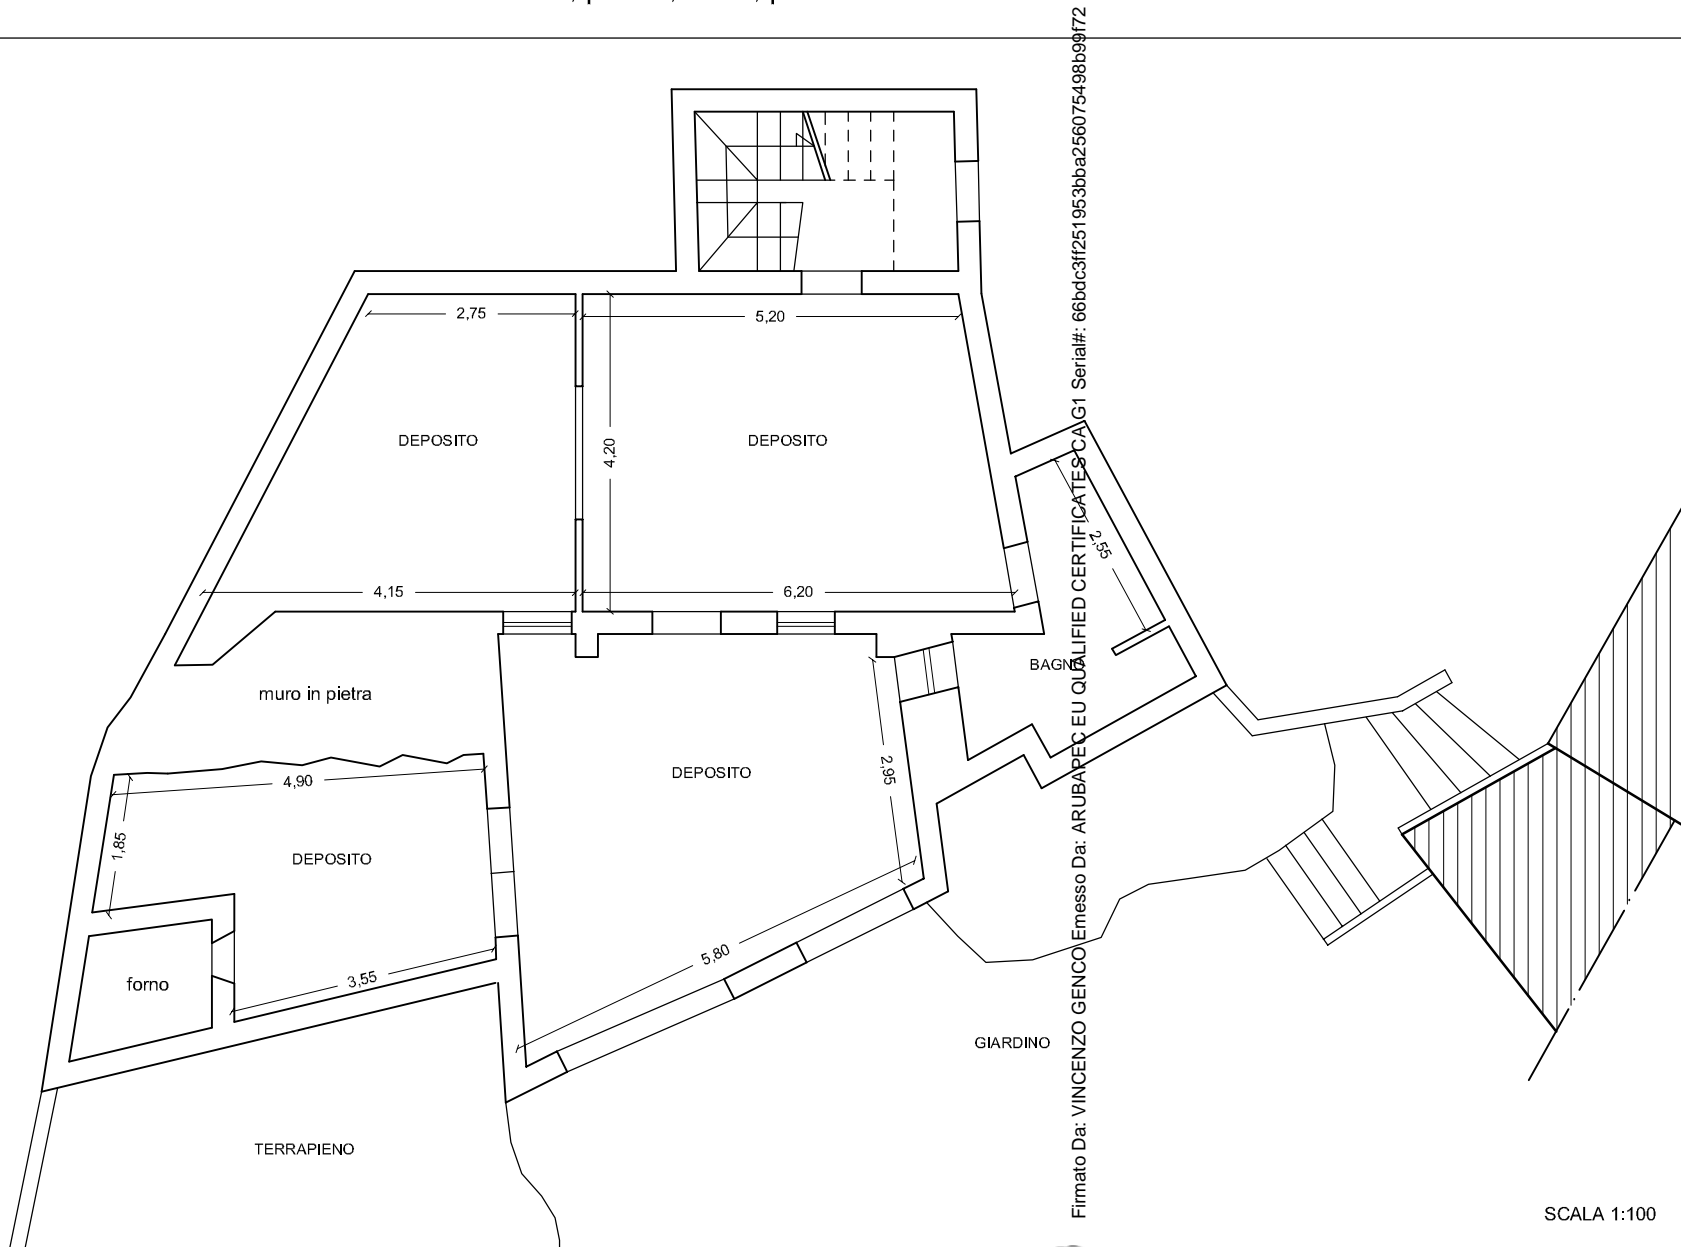 2,75
5,20
DEPOSITO
DEPOSITO
4,20
2,55
4,15
6,20
BAGNO
muro in pietra
DEPOSITO
2,95
4,90
1,85
DEPOSITO
5,80
3,55
forno
GIARDINO
TERRAPIENO
SCALA 1:100
Firmato Da: VINCENZO GENCO Emesso Da: ARUBAPEC EU QUALIFIED CERTIFICATES CA G1 Serial#: 66bdc3ff251953bba256075498b99f72